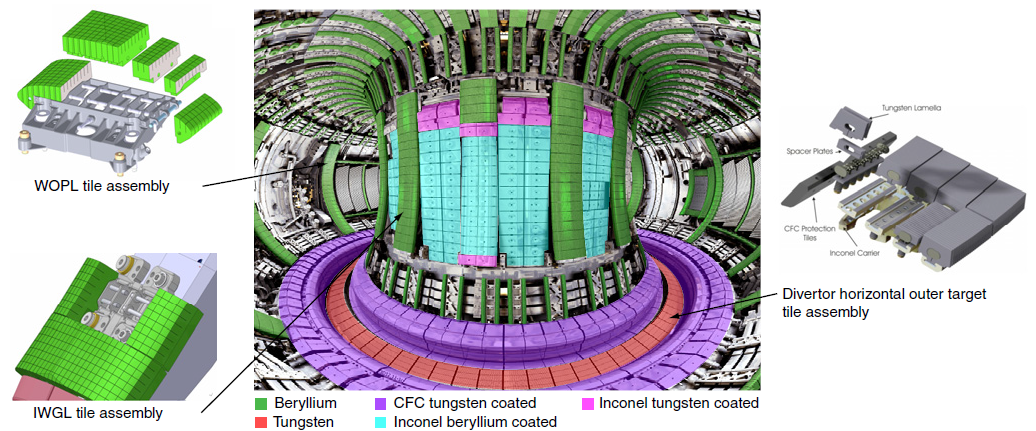 WOPL tile assembly
IWGL tile assembly
Tungsten Lamella
Spacer Plates
CFC Protection
Tiles
Inconel Carrier
Divertor horizontal outer target
tile assembly
Beryllium
CFC tungsten coated
Inconel tungsten coated
Tungsten
Inconel beryllium coated